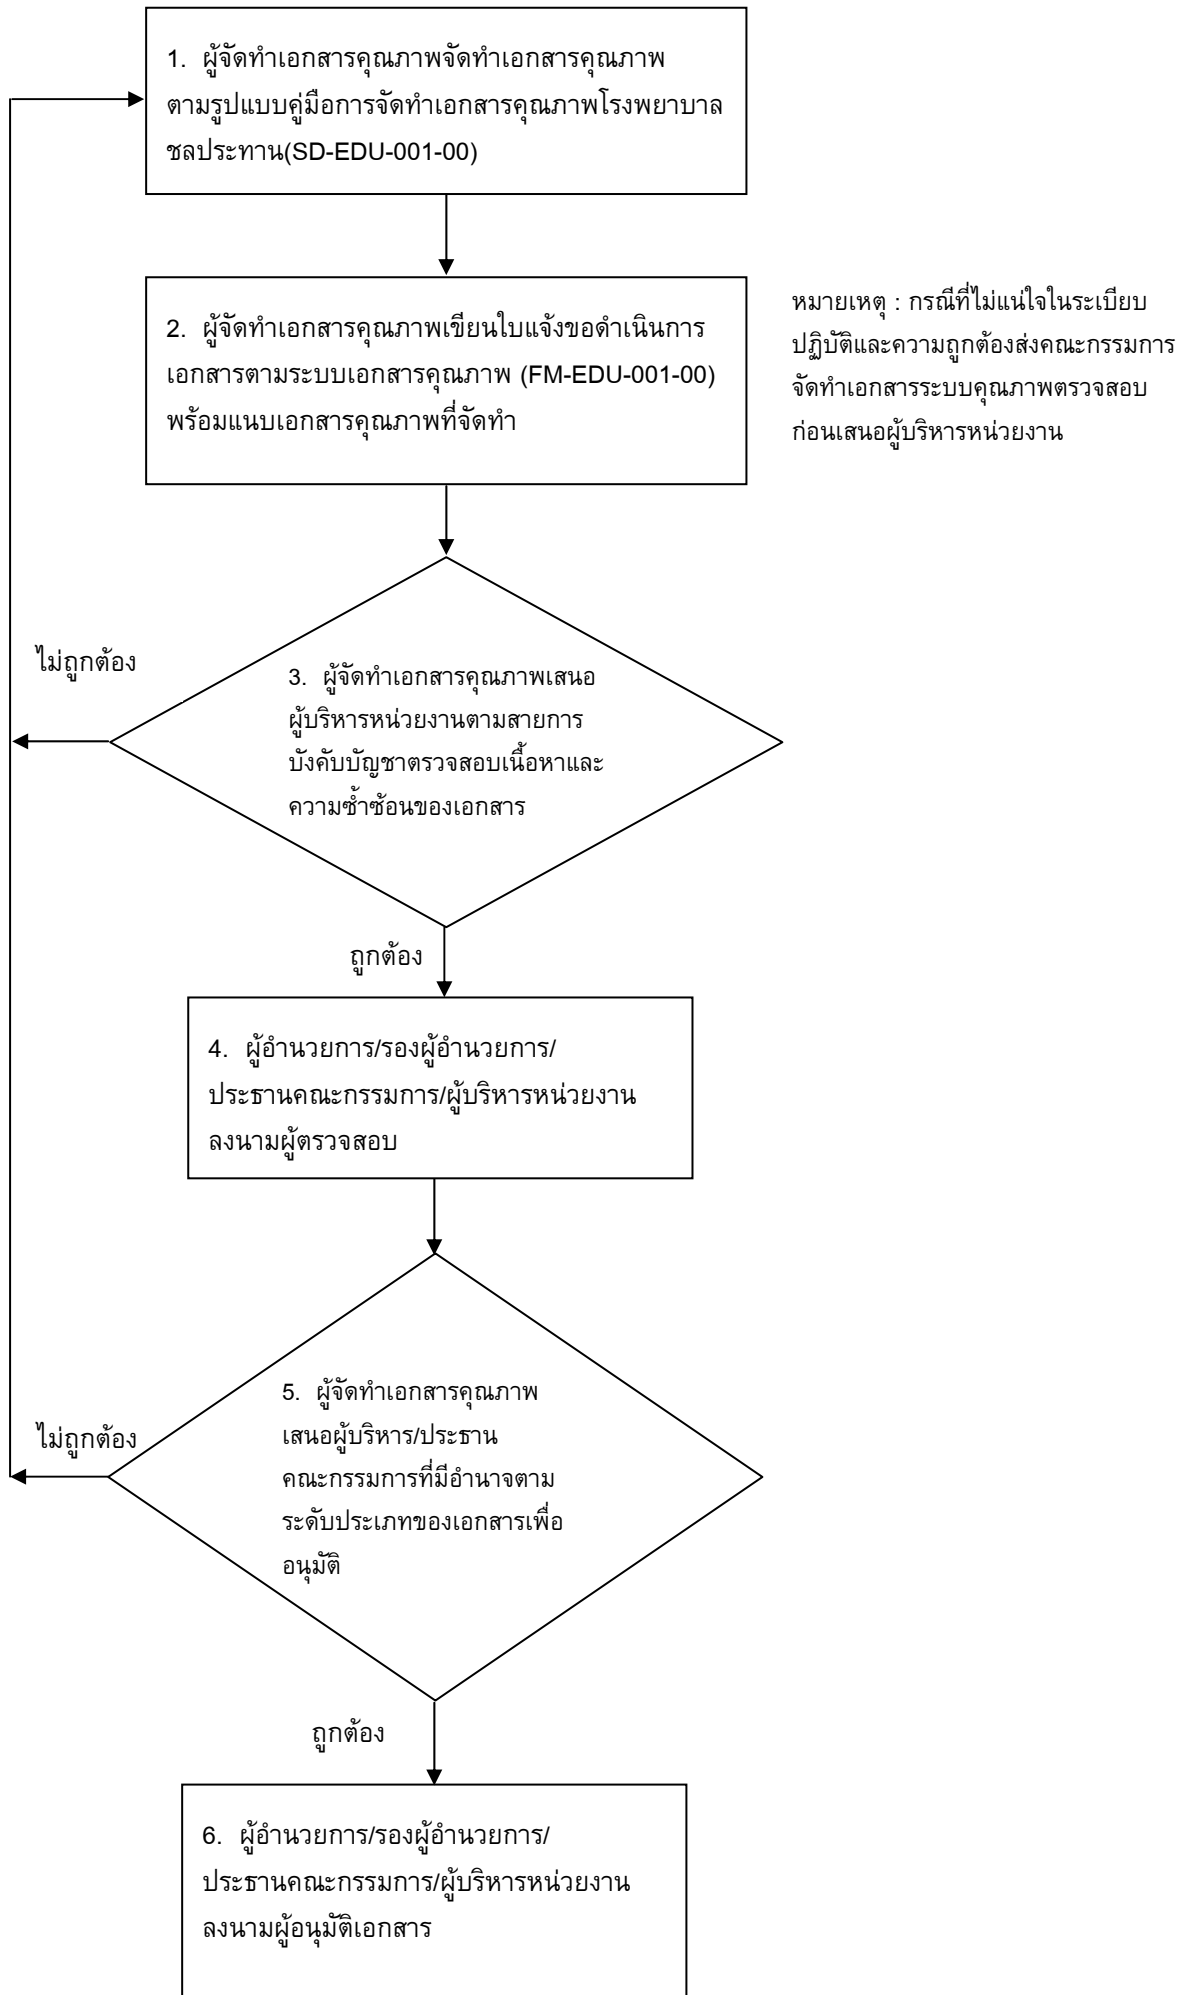 1. ผู้จัดทำเอกสารคุณภาพจัดทำเอกสารคุณภาพ
ตามรูปแบบคู่มือการจัดทำเอกสารคุณภาพโรงพยาบาล
ชลประทาน(SD-EDU-001-00)
2. ผู้จัดทำเอกสารคุณภาพเขียนใบแจ้งขอดำเนินการ
เอกสารตามระบบเอกสารคุณภาพ (FM-EDU-001-00)
พร้อมแนบเอกสารคุณภาพที่จัดทำ
หมายเหตุ : กรณีที่ไม่แน่ใจในระเบียบ
ปฏิบัติและความถูกต้องส่งคณะกรรมการ
จัดทำเอกสารระบบคุณภาพตรวจสอบ
ก่อนเสนอผู้บริหารหน่วยงาน
ไม่ถูกต้อง
3. ผู้จัดทำเอกสารคุณภาพเสนอ
ผู้บริหารหน่วยงานตามสายการ
บังคับบัญชาตรวจสอบเนื้อหาและ
ความซ้ำซ้อนของเอกสาร
ถูกต้อง
4. ผู้อำนวยการ/รองผู้อำนวยการ/
ประธานคณะกรรมการ/ผู้บริหารหน่วยงาน
ลงนามผู้ตรวจสอบ
ไม่ถูกต้อง
5. ผู้จัดทำเอกสารคุณภาพ
เสนอผู้บริหาร/ประธาน
คณะกรรมการที่มีอำนาจตาม
ระดับประเภทของเอกสารเพื่อ
อนุมัติ
ถูกต้อง
6. ผู้อำนวยการ/รองผู้อำนวยการ/
ประธานคณะกรรมการ/ผู้บริหารหน่วยงาน
ลงนามผู้อนุมัติเอกสาร